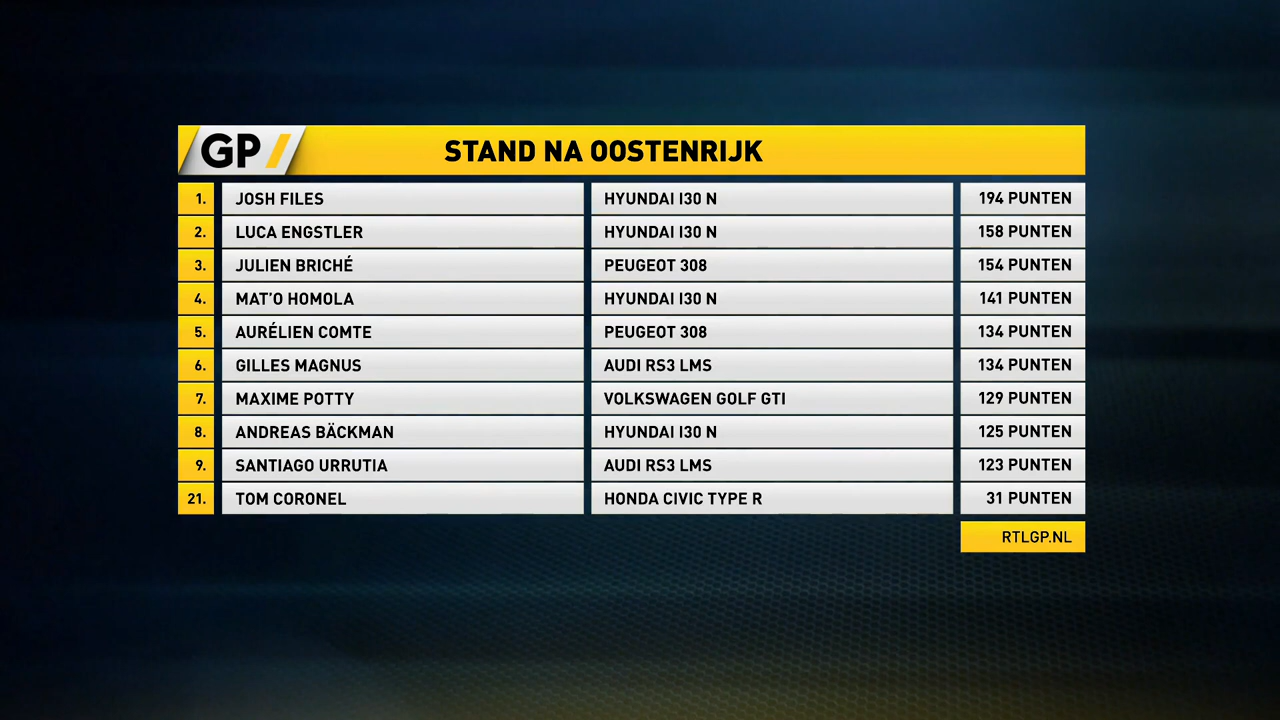 GP STAND NA OOSTENRIJK
1. JOSH FILES HYUNDAI I30 N 194 PUNTEN
2. LUCA ENGSTLER HYUNDAI I30 N 158 PUNTEN
3. JULIEN BRICHÉ PEUGEOT 308 154 PUNTEN
4. MAT'O HOMOLA HYUNDAI I30 N 141 PUNTEN
5. AURÉLIEN COMTE PEUGEOT 308 134 PUNTEN
6. GILLES MAGNUS AUDI RS3 LMS 134 PUNTEN
7. MAXIME POTTY VOLKSWAGEN GOLF GTI 129 PUNTEN
8. ANDREAS BÄCKMAN HYUNDAI I30 N 125 PUNTEN
9. SANTIAGO URRUTIA AUDI RS3 LMS 123 PUNTEN
21. TOM CORONEL HONDA CIVIC TYPE R 31 PUNTEN
RTLGP.NL